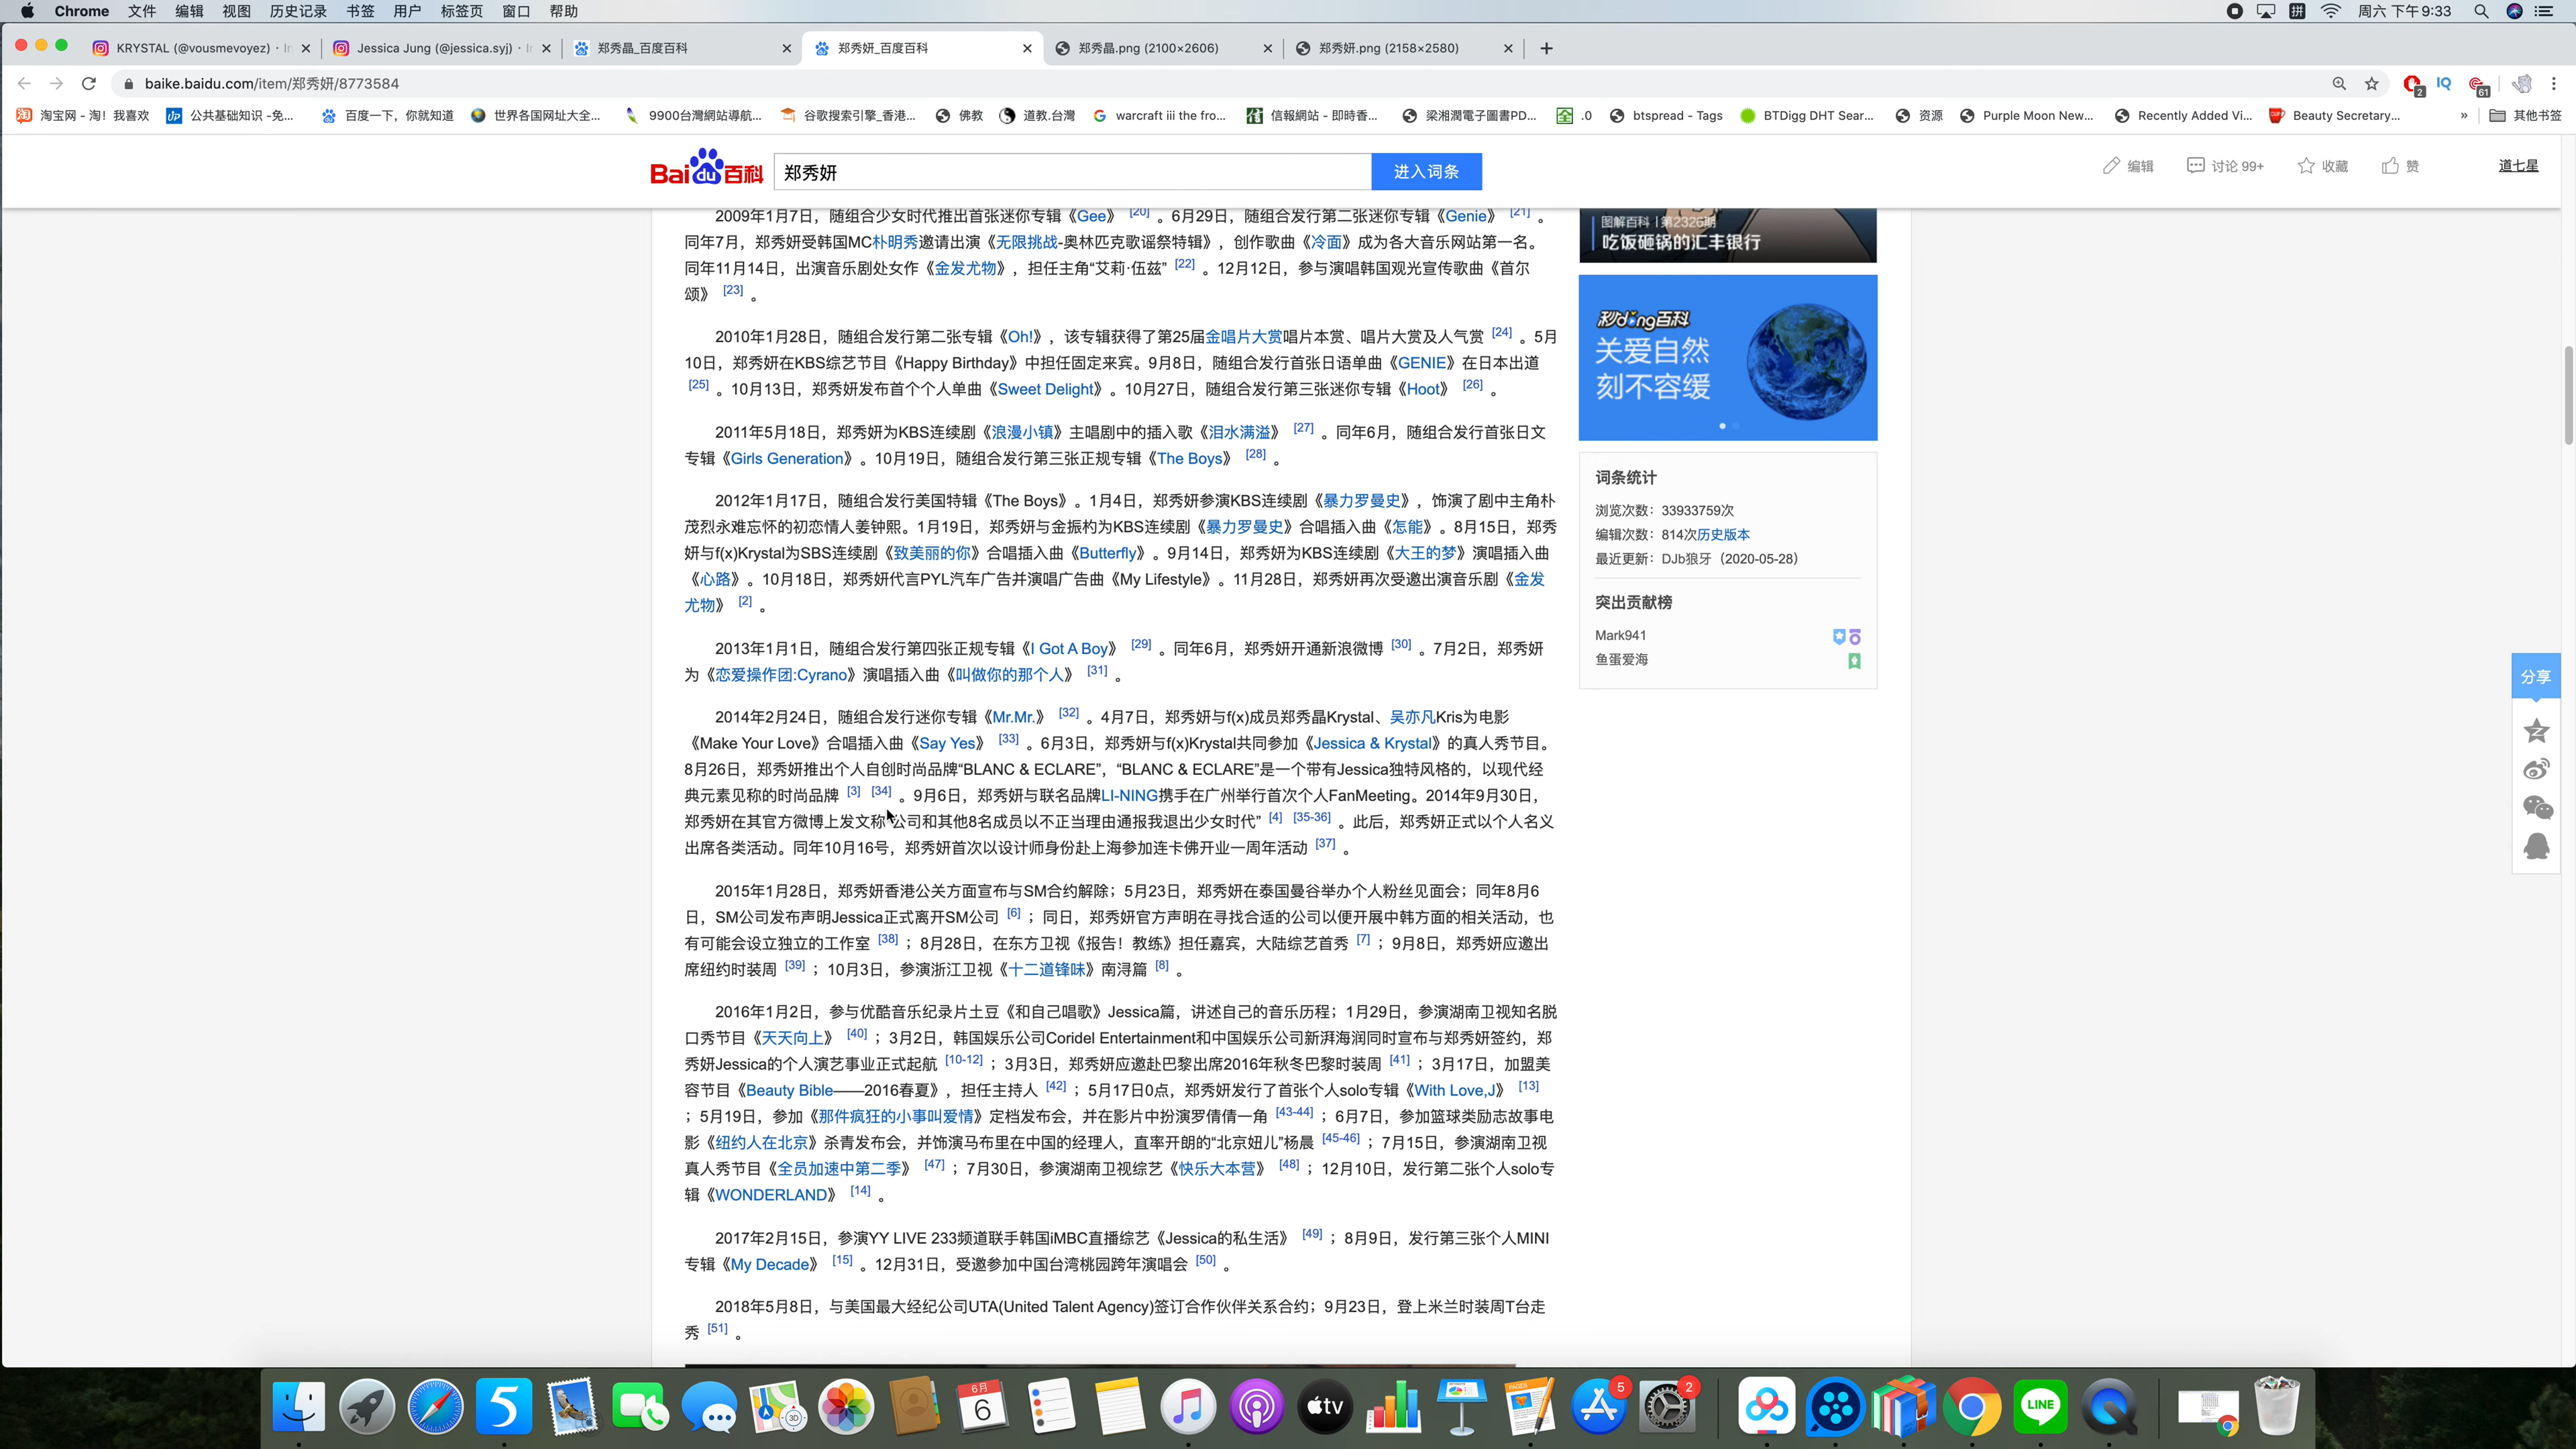 Chrome 文件 编辑 视图 历史记录 书签 用户 标签页 窗口 帮助 周六 下午9:33
KRYSTAL (@vousmevoyez) · In Jessica Jung (@jessica.syj) · I 郑秀晶_百度百科 郑秀妍_百度百科 郑秀晶.png (2100×2606) 郑秀妍.png (2158×2580)
baike.baidu.com/item/郑秀妍/8773584 2 IQ 61
淘宝网 - 淘！我喜欢 公共基础知识 -免... 百度一下，你就知道 世界各国网址大全... 9900台灣網站導航... 谷歌搜索引擎_香港... 佛教 道教.台灣 warcraft iii the fro... 信報網站 - 即時香... 梁湘潤電子圖書PD... .0 btspread - Tags BTDigg DHT Sear... 资源 Purple Moon New... Recently Added Vi... Beauty Secretary... » 其他书签
Bai du 百科 郑秀妍 进入词条 编辑 讨论 99+ 收藏 赞 道七星
2009年1月7日，随组合少女时代推出首张迷你专辑《Gee》 [20] 。6月29日，随组合发行第二张迷你专辑《Genie》 [21] 。
同年7月，郑秀妍受韩国MC朴明秀邀请出演《无限挑战-奥林匹克歌谣祭特辑》，创作歌曲《冷面》成为各大音乐网站第一名。
同年11月14日，出演音乐剧处女作《金发尤物》，担任主角“艾莉·伍兹” [22] 。12月12日，参与演唱韩国观光宣传歌曲《首尔
颂》 [23] 。
2010年1月28日，随组合发行第二张专辑《Oh!》，该专辑获得了第25届金唱片大赏唱片本赏、唱片大赏及人气赏 [24] 。5月
10日，郑秀妍在KBS综艺节目《Happy Birthday》中担任固定来宾。9月8日，随组合发行首张日语单曲《GENIE》在日本出道
[25] 。10月13日，郑秀妍发布首个个人单曲《Sweet Delight》。10月27日，随组合发行第三张迷你专辑《Hoot》 [26] 。
2011年5月18日，郑秀妍为KBS连续剧《浪漫小镇》主唱剧中的插入歌《泪水满溢》 [27] 。同年6月，随组合发行首张日文
专辑《Girls Generation》。10月19日，随组合发行第三张正规专辑《The Boys》 [28] 。
2012年1月17日，随组合发行美国特辑《The Boys》。1月4日，郑秀妍参演KBS连续剧《暴力罗曼史》，饰演了剧中主角朴
茂烈永难忘怀的初恋情人姜钟熙。1月19日，郑秀妍与金振杓为KBS连续剧《暴力罗曼史》合唱插入曲《怎能》。8月15日，郑秀
妍与f(x)Krystal为SBS连续剧《致美丽的你》合唱插入曲《Butterfly》。9月14日，郑秀妍为KBS连续剧《大王的梦》演唱插入曲
《心路》。10月18日，郑秀妍代言PYL汽车广告并演唱广告曲《My Lifestyle》。11月28日，郑秀妍再次受邀出演音乐剧《金发
尤物》 [2] 。
2013年1月1日，随组合发行第四张正规专辑《I Got A Boy》 [29] 。同年6月，郑秀妍开通新浪微博 [30] 。7月2日，郑秀妍
为《恋爱操作团:Cyrano》演唱插入曲《叫做你的那个人》 [31] 。
2014年2月24日，随组合发行迷你专辑《Mr.Mr.》 [32] 。4月7日，郑秀妍与f(x)成员郑秀晶Krystal、吴亦凡Kris为电影
《Make Your Love》合唱插入曲《Say Yes》 [33] 。6月3日，郑秀妍与f(x)Krystal共同参加《Jessica & Krystal》的真人秀节目。
8月26日，郑秀妍推出个人自创时尚品牌“BLANC & ECLARE”，“BLANC & ECLARE”是一个带有Jessica独特风格的，以现代经
典元素见称的时尚品牌 [3] [34] 。9月6日，郑秀妍与联名品牌LI-NING携手在广州举行首次个人FanMeeting。2014年9月30日，
郑秀妍在其官方微博上发文称“公司和其他8名成员以不正当理由通报我退出少女时代” [4] [35-36] 。此后，郑秀妍正式以个人名义
出席各类活动。同年10月16号，郑秀妍首次以设计师身份赴上海参加连卡佛开业一周年活动 [37] 。
2015年1月28日，郑秀妍香港公关方面宣布与SM合约解除；5月23日，郑秀妍在泰国曼谷举办个人粉丝见面会；同年8月6
日，SM公司发布声明Jessica正式离开SM公司 [6] ；同日，郑秀妍官方声明在寻找合适的公司以便开展中韩方面的相关活动，也
有可能会设立独立的工作室 [38] ；8月28日，在东方卫视《报告！教练》担任嘉宾，大陆综艺首秀 [7] ；9月8日，郑秀妍应邀出
席纽约时装周 [39] ；10月3日，参演浙江卫视《十二道锋味》南浔篇 [8] 。
2016年1月2日，参与优酷音乐纪录片土豆《和自己唱歌》Jessica篇，讲述自己的音乐历程；1月29日，参演湖南卫视知名脱
口秀节目《天天向上》 [40] ；3月2日，韩国娱乐公司Coridel Entertainment和中国娱乐公司新湃海润同时宣布与郑秀妍签约，郑
秀妍Jessica的个人演艺事业正式起航 [10-12] ；3月3日，郑秀妍应邀赴巴黎出席2016年秋冬巴黎时装周 [41] ；3月17日，加盟美
容节目《Beauty Bible——2016春夏》，担任主持人 [42] ；5月17日0点，郑秀妍发行了首张个人solo专辑《With Love,J》 [13]
；5月19日，参加《那件疯狂的小事叫爱情》定档发布会，并在影片中扮演罗倩倩一角 [43-44] ；6月7日，参加篮球类励志故事电
影《纽约人在北京》杀青发布会，并饰演马布里在中国的经理人，直率开朗的“北京妞儿”杨晨 [45-46] ；7月15日，参演湖南卫视
真人秀节目《全员加速中第二季》 [47] ；7月30日，参演湖南卫视综艺《快乐大本营》 [48] ；12月10日，发行第二张个人solo专
辑《WONDERLAND》 [14] 。
2017年2月15日，参演YY LIVE 233频道联手韩国iMBC直播综艺《Jessica的私生活》 [49] ；8月9日，发行第三张个人MINI
专辑《My Decade》 [15] 。12月31日，受邀参加中国台湾桃园跨年演唱会 [50] 。
2018年5月8日，与美国最大经纪公司UTA(United Talent Agency)签订合作伙伴关系合约；9月23日，登上米兰时装周T台走
秀 [51] 。
图解百科 | 第2326期
吃饭砸锅的汇丰银行
秒dǒng百科
关爱自然
刻不容缓
词条统计
浏览次数：33933759次
编辑次数：814次历史版本
最近更新：DJb狼牙 (2020-05-28)
突出贡献榜
Mark941
鱼蛋爱海
分享
5 3D 6月 6 tv PAGES 5 2 LINE